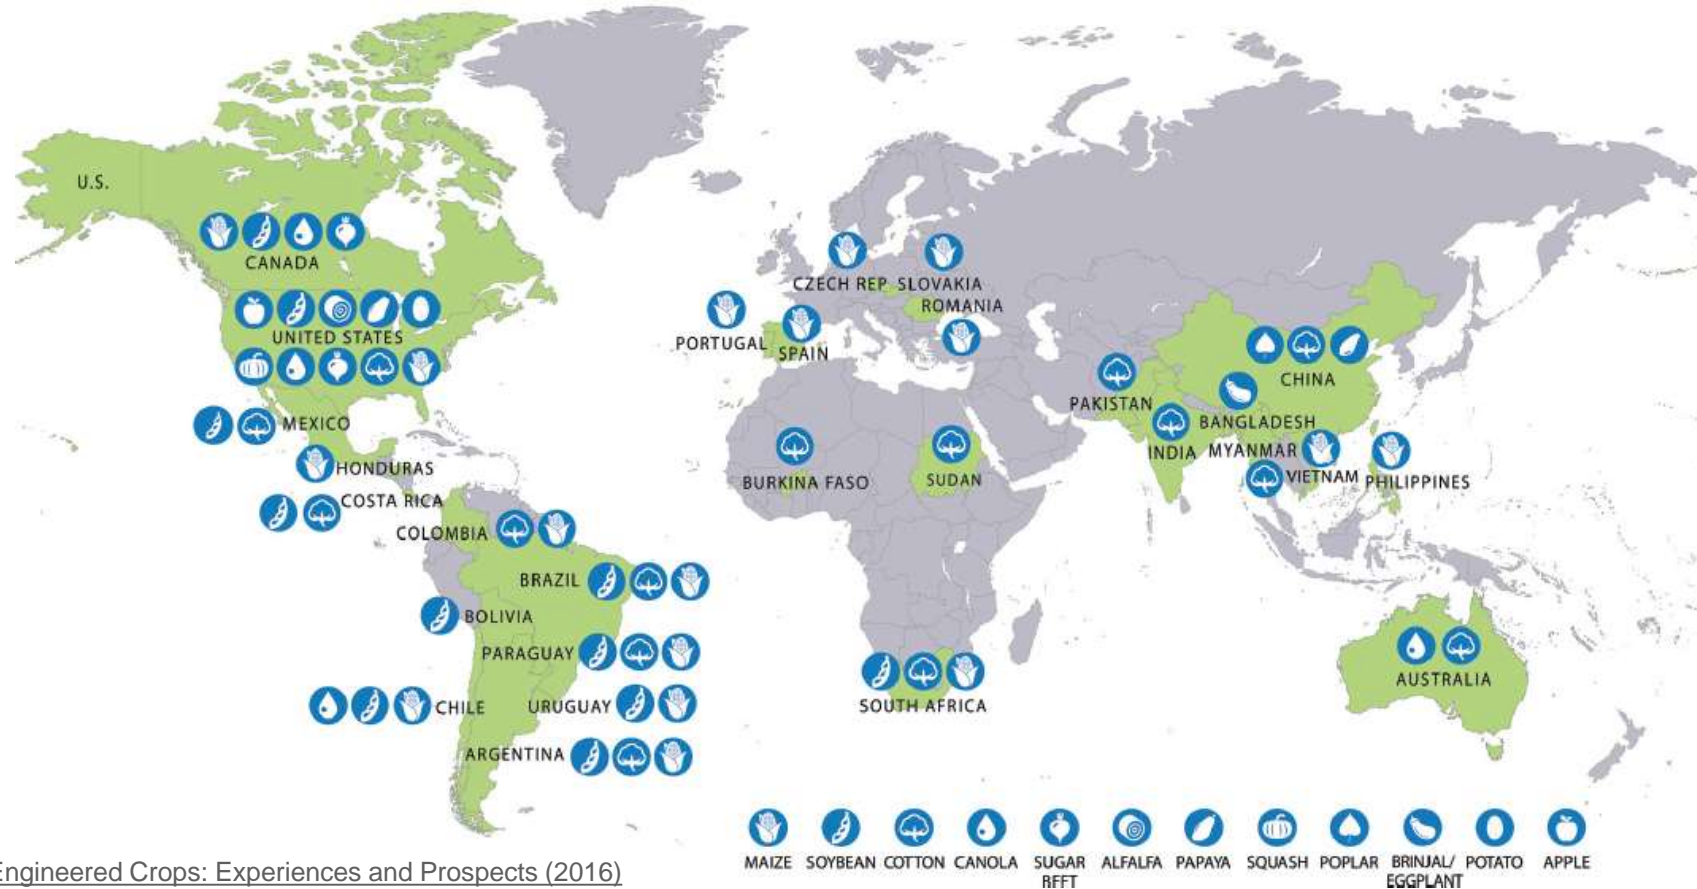 U.S.
CANADA
UNITED STATES
MEXICO
HONDURAS
COSTA RICA
COLOMBIA
BRAZIL
BOLIVIA
PARAGUAY
CHILE
URUGUAY
ARGENTINA
CZECH REP
SLOVAKIA
ROMANIA
PORTUGAL
SPAIN
BURKINA FASO
SUDAN
SOUTH AFRICA
PAKISTAN
INDIA
CHINA
BANGLADESH
MYANMAR
VIETNAM
PHILIPPINES
AUSTRALIA
MAIZE
SOYBEAN
COTTON
CANOLA
SUGAR
BEET
ALFALFA
PAPAYA
SQUASH
POPLAR
BRINJAL/
EGGPLANT
POTATO
APPLE
Engineered Crops: Experiences and Prospects (2016)